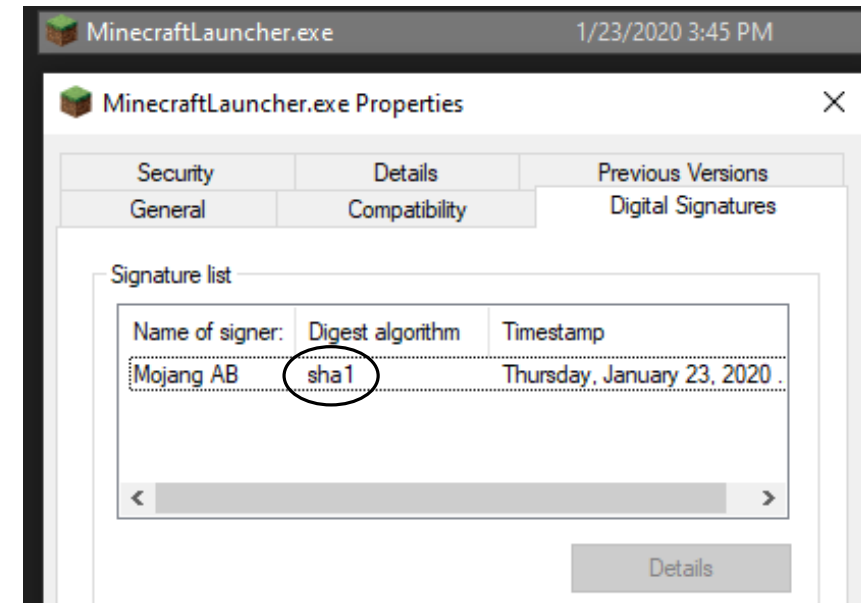 MinecraftLauncher.exe 1/23/2020 3:45 PM
MinecraftLauncher.exe Properties
Security Details Previous Versions
General Compatibility Digital Signatures
Signature list
Name of signer: Digest algorithm Timestamp
Mojang AB sha1 Thursday, January 23, 2020 .
Details